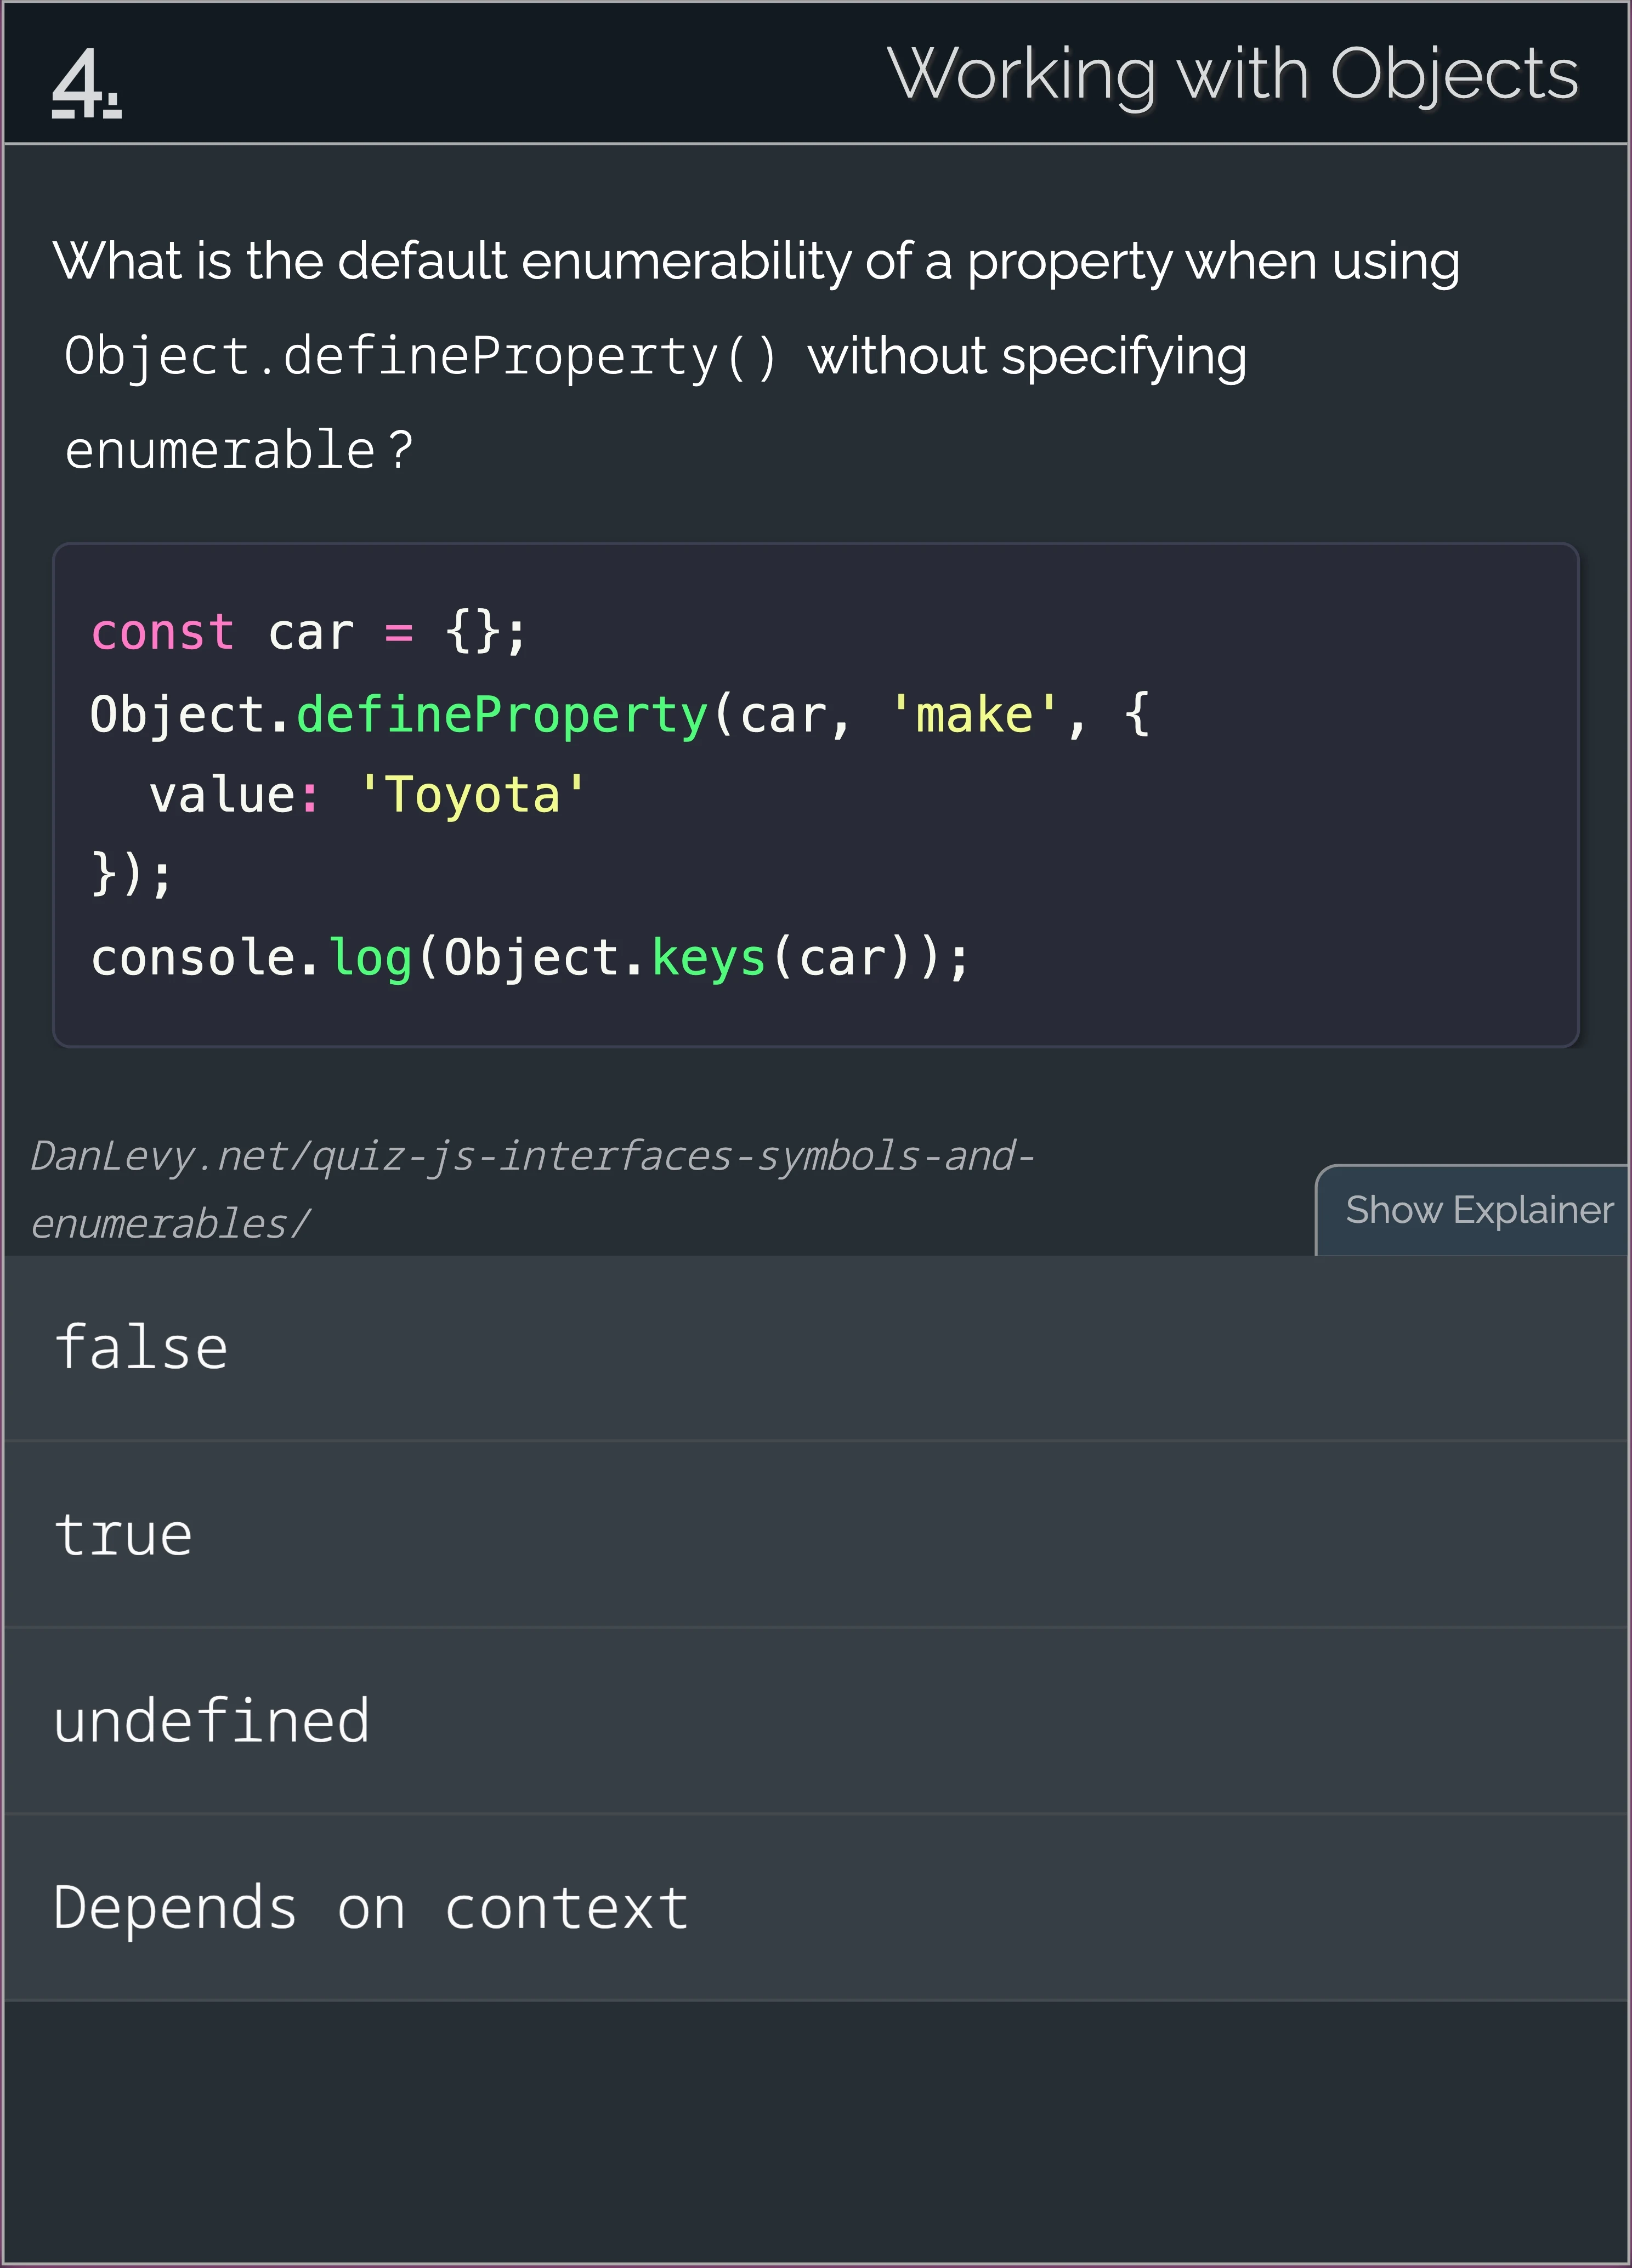 4.
Working with Objects
What is the default enumerability of a property when using
Object.defineProperty() without specifying
enumerable?
const car = {};
Object.defineProperty(car, 'make', {
  value: 'Toyota'
});
console.log(Object.keys(car));
DanLevy.net/quiz-js-interfaces-symbols-and-
enumerables/
Show Explainer
false
true
undefined
Depends on context